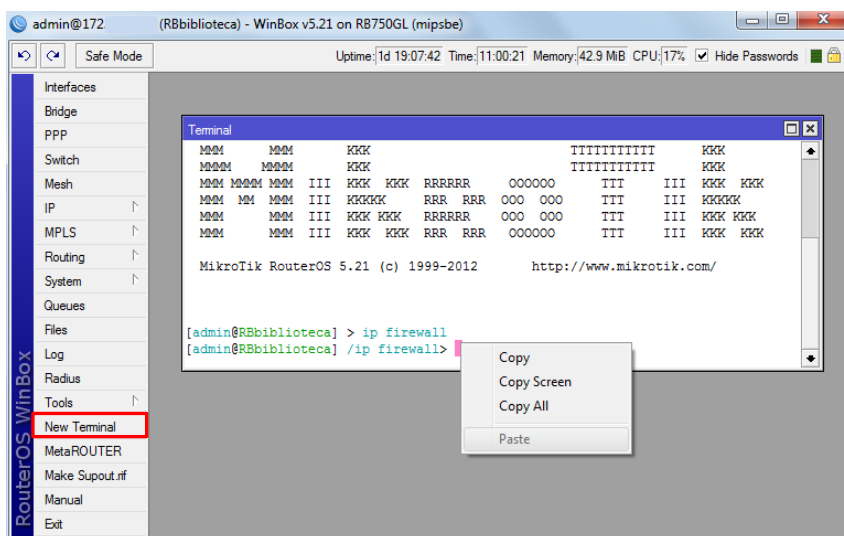 admin@172. (RBbiblioteca) - WinBox v5.21 on RB750GL (mipsbe)
Safe Mode Uptime: 1d 19:07:42 Time: 11:00:21 Memory: 42.9 MiB CPU: 17% Hide Passwords
RouterOS WinBox
Interfaces
Bridge
PPP
Switch
Mesh
IP
MPLS
Routing
System
Queues
Files
Log
Radius
Tools
New Terminal
MetaROUTER
Make Supout.rif
Manual
Exit
Terminal
MMM      MMM       KKK                          TTTTTTTTTTT      KKK
MMMM    MMMM       KKK                          TTTTTTTTTTT      KKK
MMM MMMM MMM  III  KKK  KKK  RRRRRR     OOOOOO      TTT     III  KKK  KKK
MMM  MM  MMM  III  KKKKK     RRR  RRR  OOO  OOO     TTT     III  KKKKK
MMM      MMM  III  KKK KKK   RRRRRR    OOO  OOO     TTT     III  KKK KKK
MMM      MMM  III  KKK  KKK  RRR  RRR   OOOOOO      TTT     III  KKK  KKK
MikroTik RouterOS 5.21 (c) 1999-2012       http://www.mikrotik.com/
[admin@RBbiblioteca] > ip firewall
[admin@RBbiblioteca] /ip firewall>
Copy
Copy Screen
Copy All
Paste